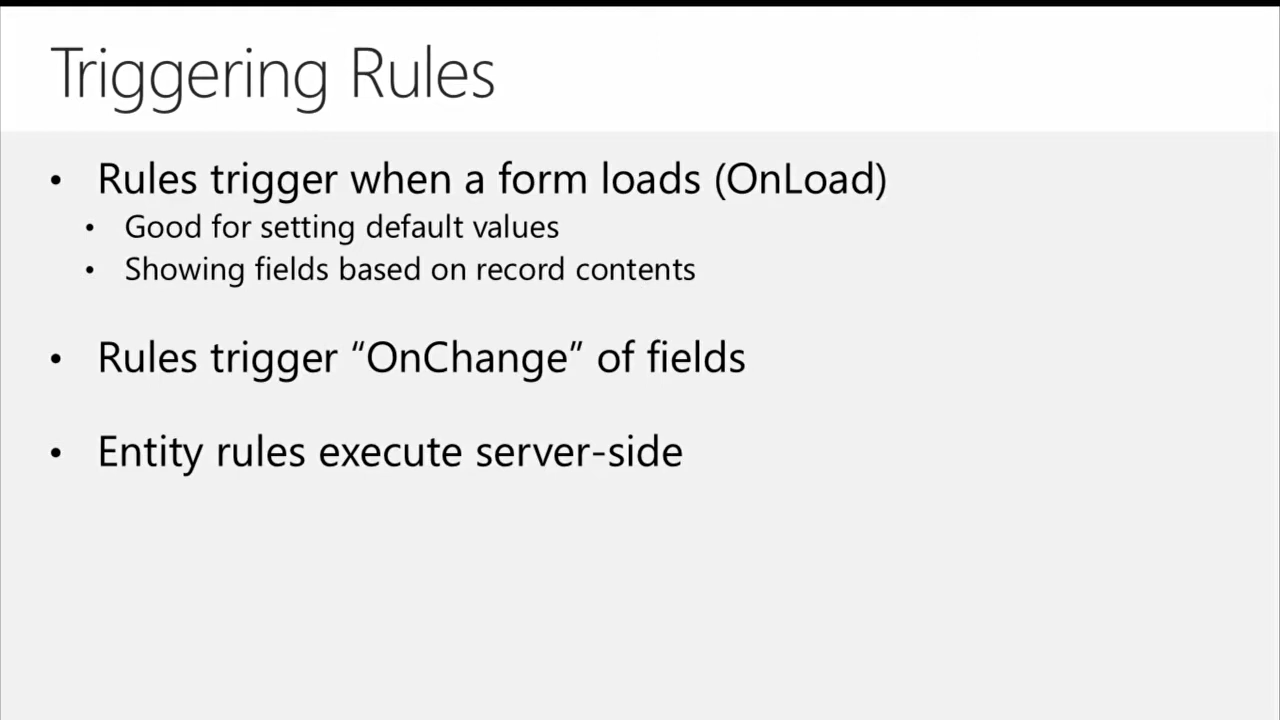 Triggering Rules
• Rules trigger when a form loads (OnLoad)
• Good for setting default values
• Showing fields based on record contents
• Rules trigger “OnChange” of fields
• Entity rules execute server-side